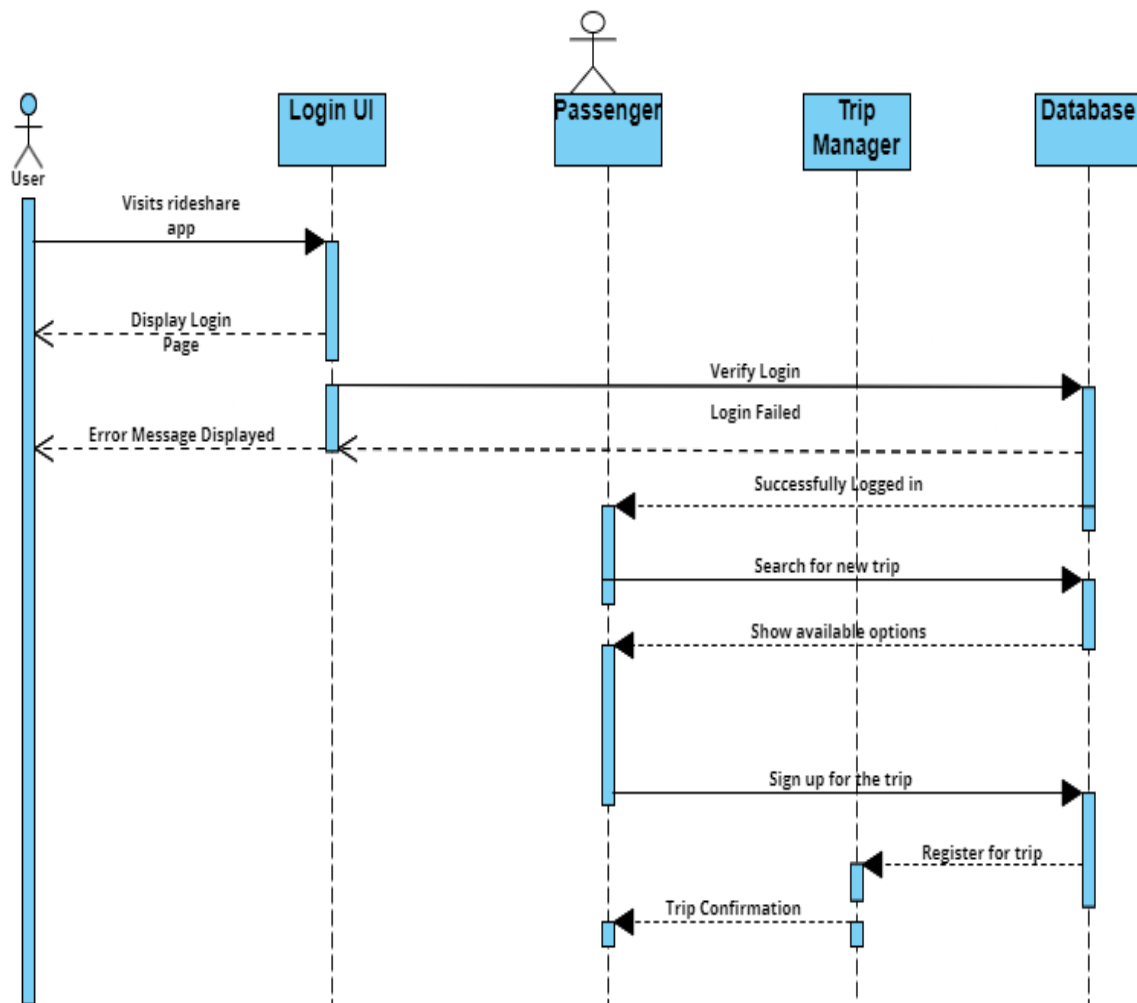 Login UI
Passenger
Trip
Manager
Database
User
Visits rideshare
app
Display Login
Page
Verify Login
Login Failed
Error Message Displayed
Successfully Logged in
Search for new trip
Show available options
Sign up for the trip
Register for trip
Trip Confirmation